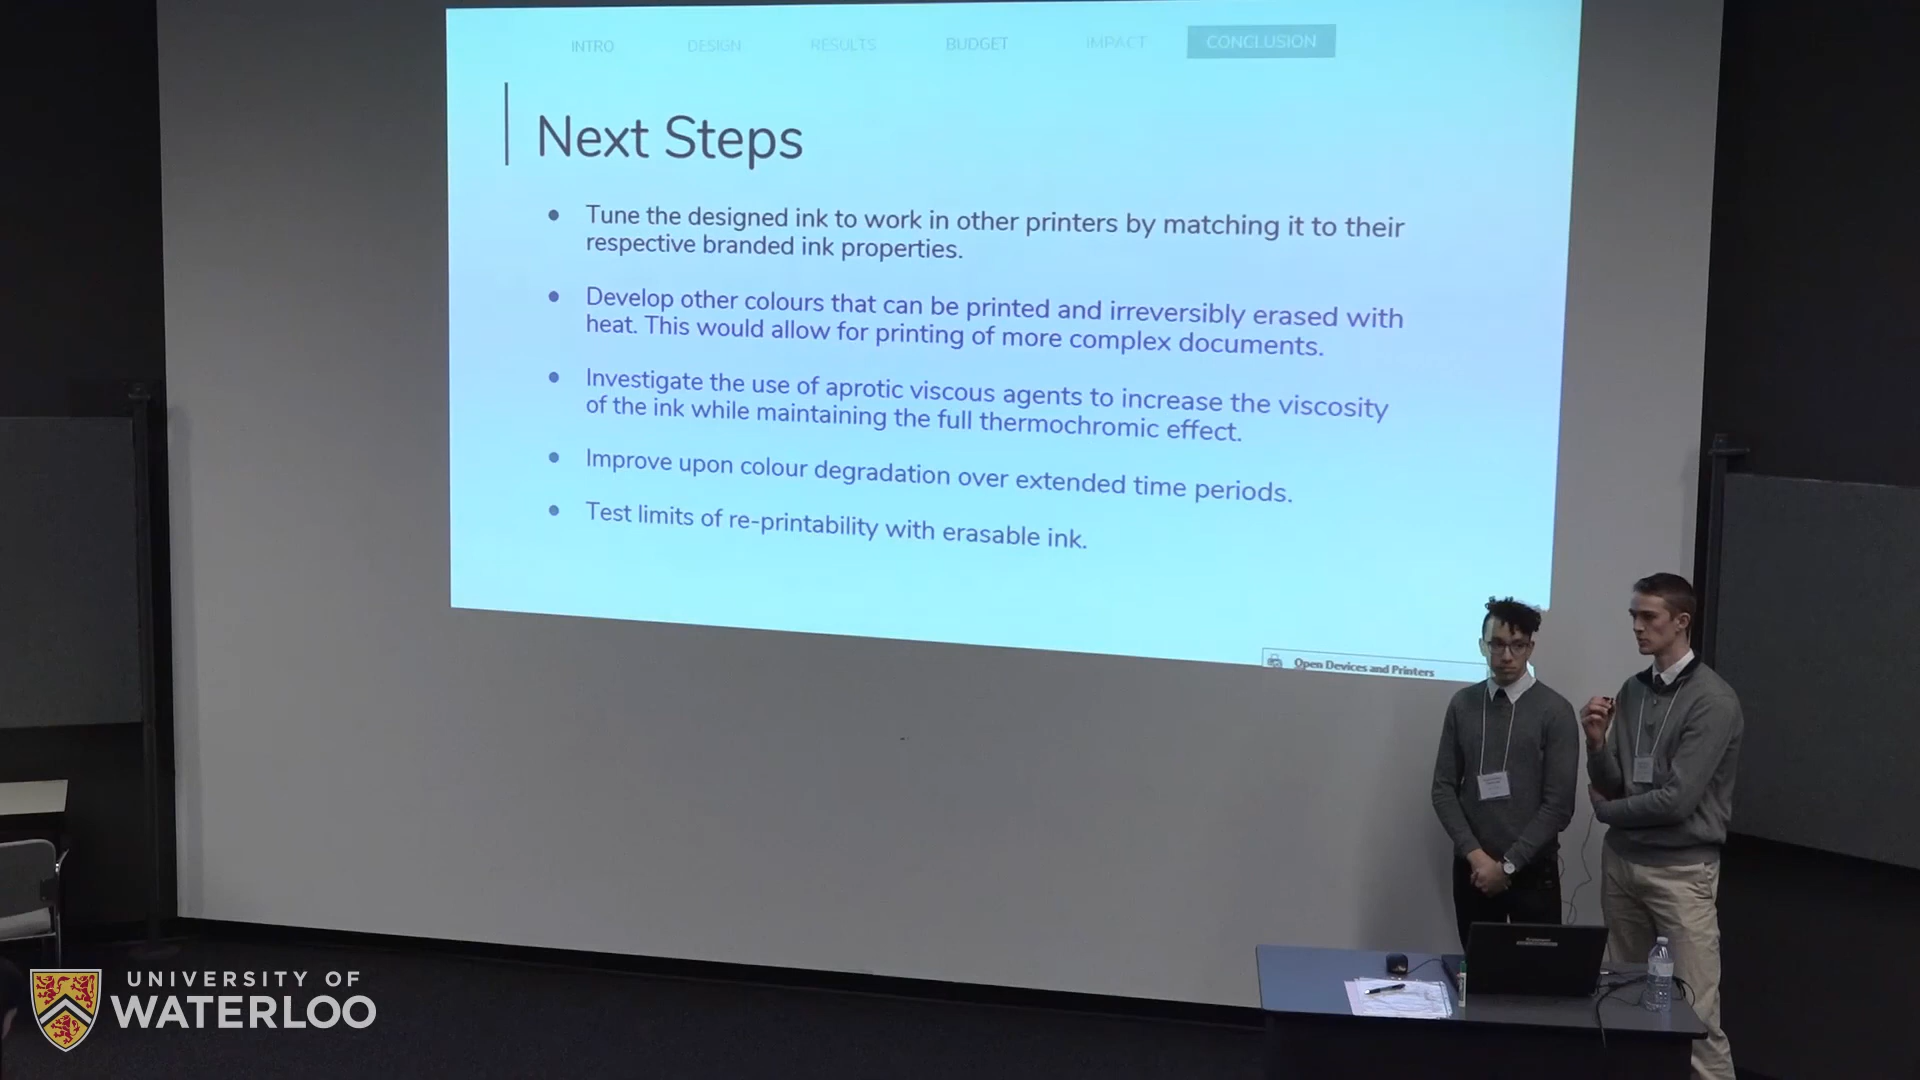 INTRO DESIGN RESULTS BUDGET IMPACT CONCLUSION
Next Steps
• Tune the designed ink to work in other printers by matching it to their
respective branded ink properties.
• Develop other colours that can be printed and irreversibly erased with
heat. This would allow for printing of more complex documents.
• Investigate the use of aprotic viscous agents to increase the viscosity
of the ink while maintaining the full thermochromic effect.
• Improve upon colour degradation over extended time periods.
• Test limits of re-printability with erasable ink.
Open Devices and Printers
UNIVERSITY OF
WATERLOO